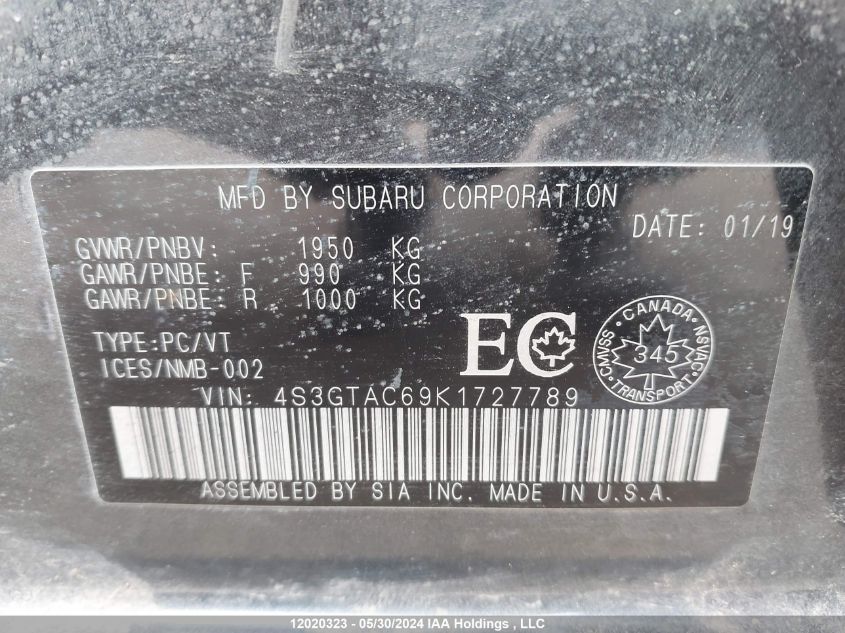 MFD BY SUBARU CORPORATION
DATE: 01/19
GVWR/PNBV: 1950 KG
GAWR/PNBE: F 990 KG
GAWR/PNBE: R 1000 KG
TYPE:PC/VT
ICES/NMB-002
EC
CANADA
CMVSS NSVAC
345
TRANSPORT
VIN: 4S3GTAC69K1727789
ASSEMBLED BY SIA INC. MADE IN U.S.A.
12020323 - 05/30/2024 IAA Holdings , LLC